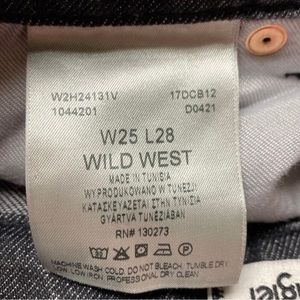 W2H24131V 17DCB12
1044201 D0421
W25 L28
WILD WEST
MADE IN TUNISIA
WYPRODUKOWANO W TUNEZJI
ΚΑΤΑΣΚΕΥΑΖΕΤΑΙ ΣΤΗΝ ΤΥΝΙΖΙΑ
GYÁRTVA TUNÉZIÁBAN
RN# 130273
MACHINE WASH COLD, DO NOT BLEACH, TUMBLE DRY
LOW, LOW IRON, PROFESSIONAL DRY CLEAN